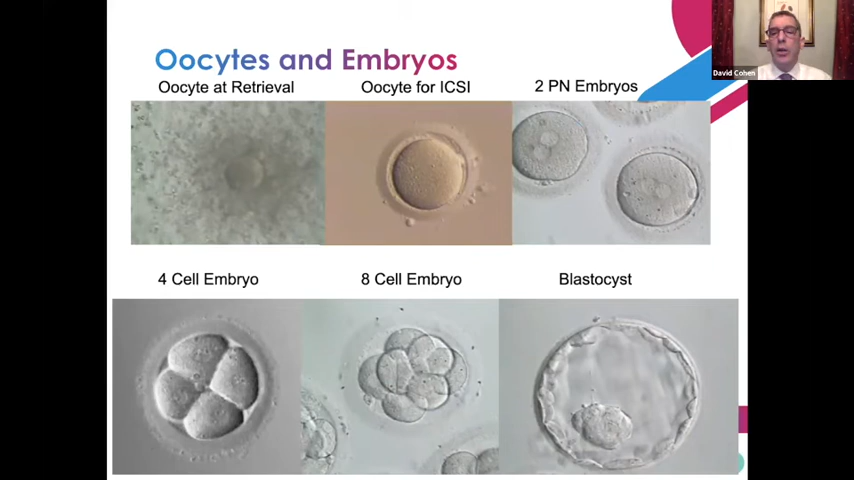 Oocytes and Embryos
Oocyte at Retrieval
Oocyte for ICSI
2 PN Embryos
4 Cell Embryo
8 Cell Embryo
Blastocyst
David Cohen